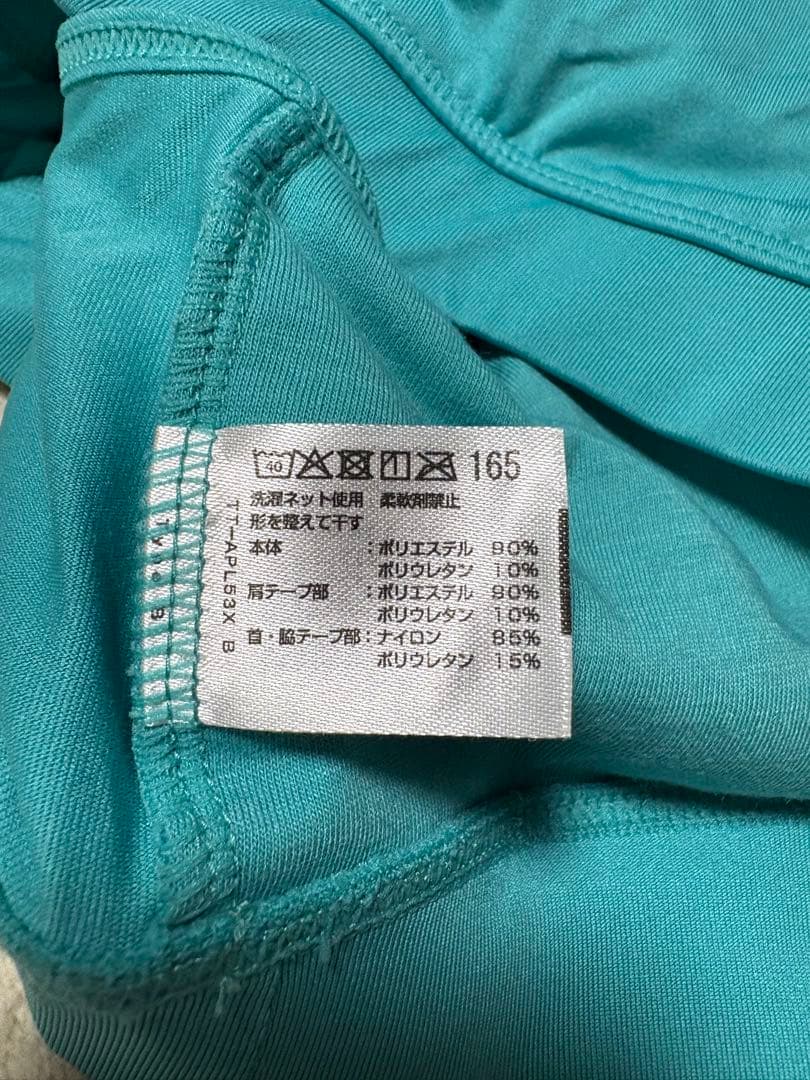 40 165
洗濯ネット使用 柔軟剤禁止
形を整えて干す
本体 :ポリエステル 90%
ポリウレタン 10%
肩テープ部 :ポリエステル 90%
ポリウレタン 10%
首・脇テープ部:ナイロン 85%
ポリウレタン 15%
TT-APL53X B